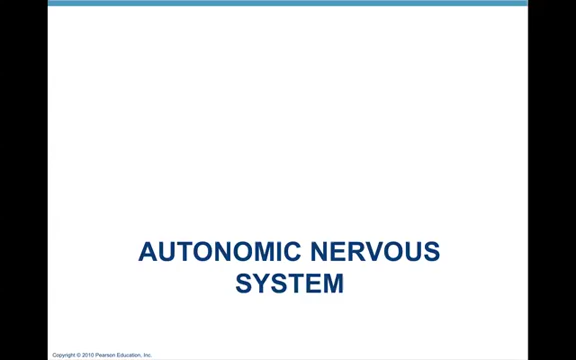 AUTONOMIC NERVOUS
SYSTEM
Copyright © 2010 Pearson Education, Inc.